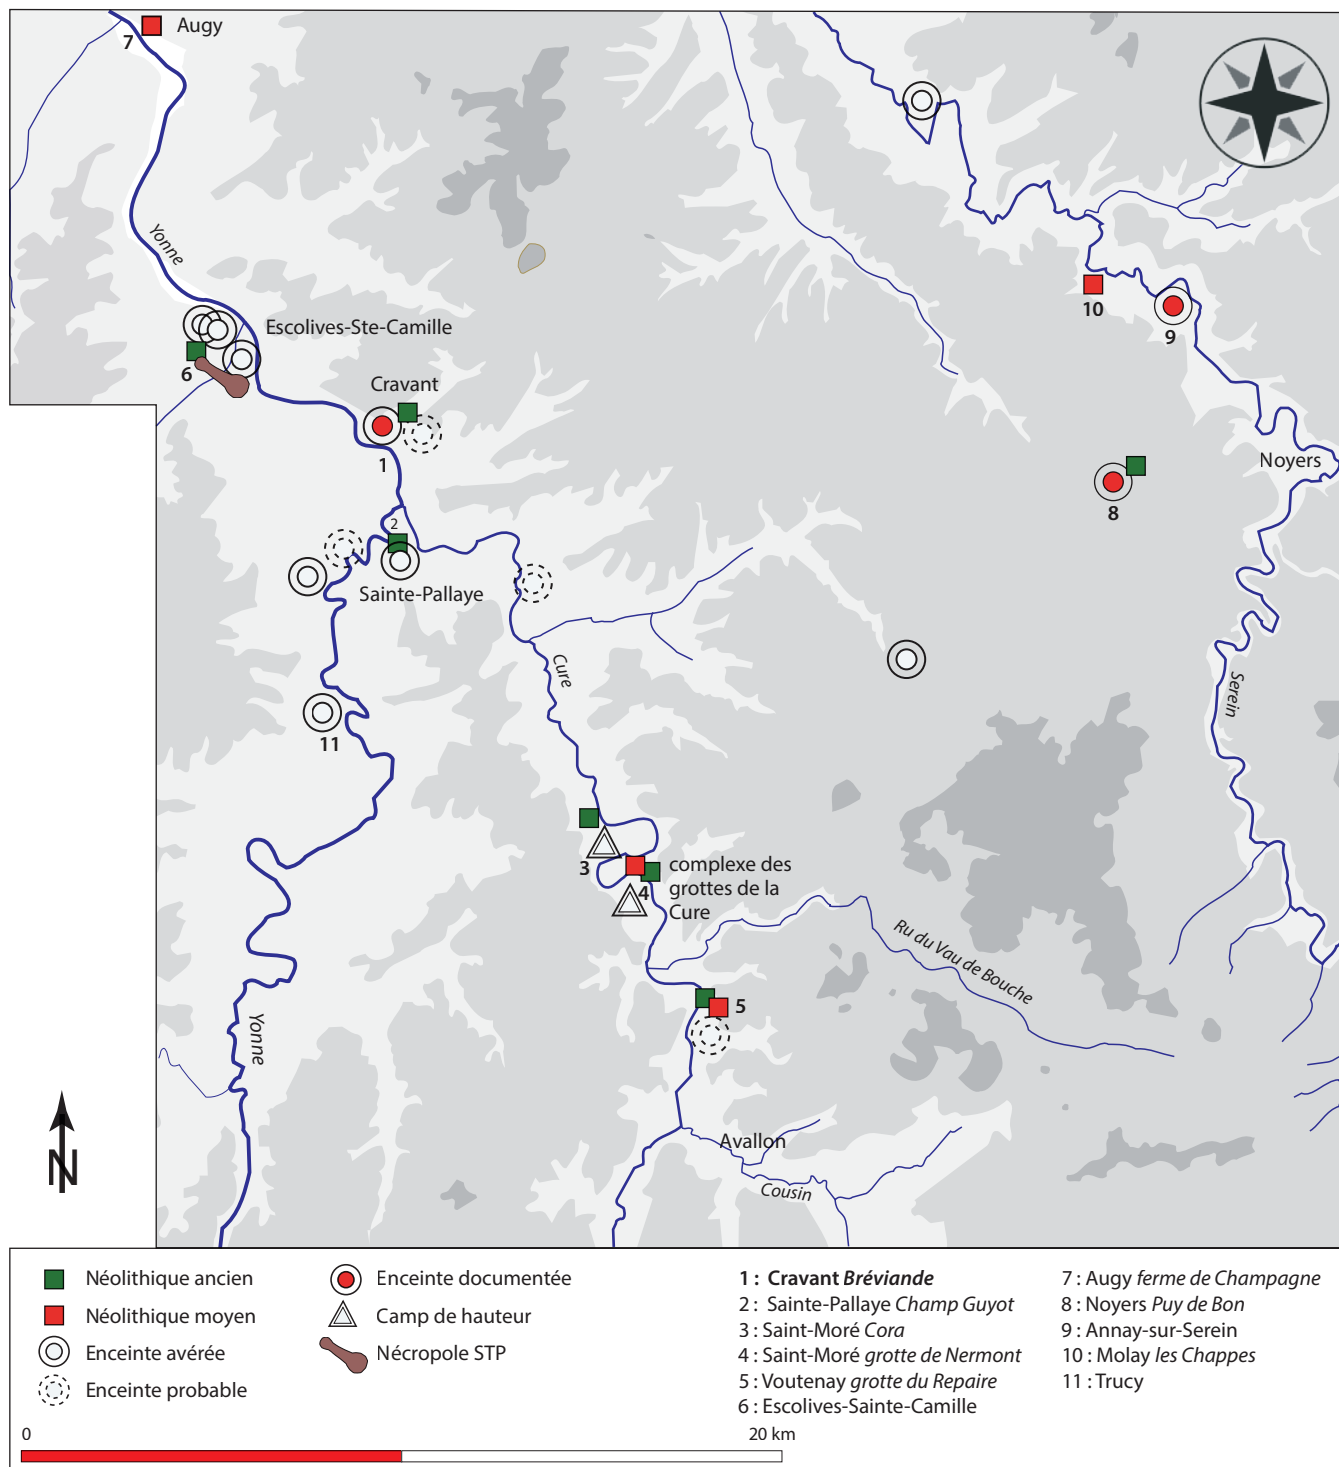 Augy
7
Yonne
Escolives-Ste-Camille
6
Cravant
1
10
9
Noyers
8
2
Sainte-Pallaye
Cure
Serein
11
3
4
complexe des
grottes de la
Cure
Ru du Vau de Bouche
5
Yonne
Avallon
Cousin
N
Néolithique ancien
Néolithique moyen
Enceinte avérée
Enceinte probable
Enceinte documentée
Camp de hauteur
Nécropole STP
1 : Cravant Bréviande
2 : Sainte-Pallaye Champ Guyot
3 : Saint-Moré Cora
4 : Saint-Moré grotte de Nermont
5 : Voutenay grotte du Repaire
6 : Escolives-Sainte-Camille
7 : Augy ferme de Champagne
8 : Noyers Puy de Bon
9 : Annay-sur-Serein
10 : Molay les Chappes
11 : Trucy
0 20 km